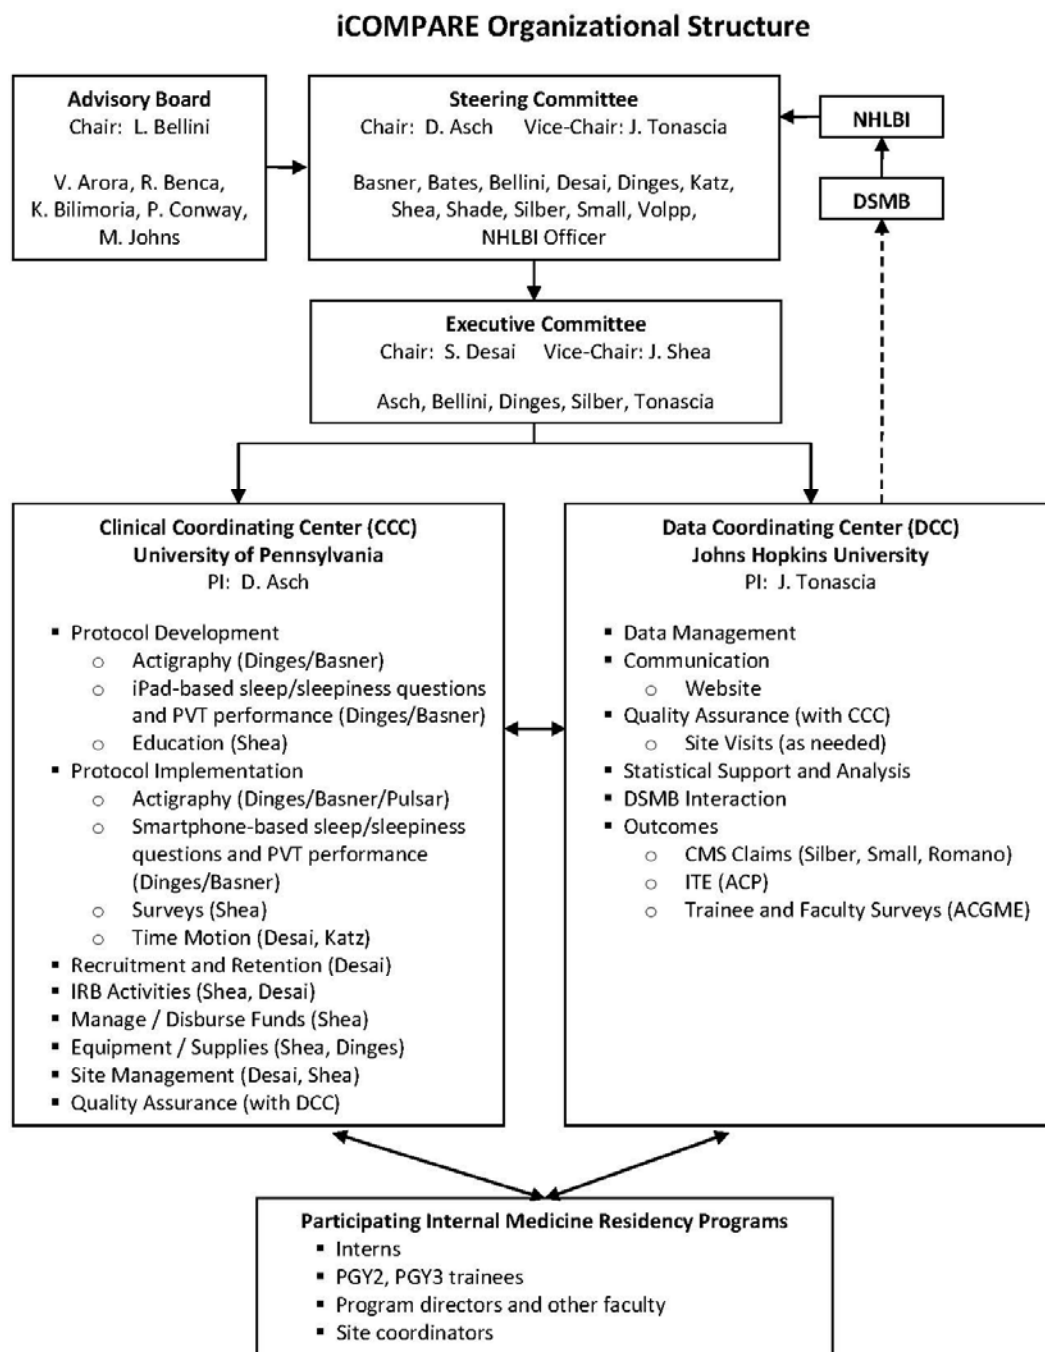 iCOMPARE Organizational Structure
Advisory Board
Chair: L. Bellini
V. Arora, R. Benca,
K. Bilimoria, P. Conway,
M. Johns
Steering Committee
Chair: D. Asch Vice-Chair: J. Tonascia
Basner, Bates, Bellini, Desai, Dinges, Katz,
Shea, Shade, Silber, Small, Volpp,
NHLBI Officer
NHLBI
DSMB
Executive Committee
Chair: S. Desai Vice-Chair: J. Shea
Asch, Bellini, Dinges, Silber, Tonascia
Clinical Coordinating Center (CCC)
University of Pennsylvania
PI: D. Asch
▪ Protocol Development
o Actigraphy (Dinges/Basner)
o iPad-based sleep/sleepiness questions
and PVT performance (Dinges/Basner)
o Education (Shea)
▪ Protocol Implementation
o Actigraphy (Dinges/Basner/Pulsar)
o Smartphone-based sleep/sleepiness
questions and PVT performance
(Dinges/Basner)
o Surveys (Shea)
o Time Motion (Desai, Katz)
▪ Recruitment and Retention (Desai)
▪ IRB Activities (Shea, Desai)
▪ Manage / Disburse Funds (Shea)
▪ Equipment / Supplies (Shea, Dinges)
▪ Site Management (Desai, Shea)
▪ Quality Assurance (with DCC)
Data Coordinating Center (DCC)
Johns Hopkins University
PI: J. Tonascia
▪ Data Management
▪ Communication
o Website
▪ Quality Assurance (with CCC)
o Site Visits (as needed)
▪ Statistical Support and Analysis
▪ DSMB Interaction
▪ Outcomes
o CMS Claims (Silber, Small, Romano)
o ITE (ACP)
o Trainee and Faculty Surveys (ACGME)
Participating Internal Medicine Residency Programs
▪ Interns
▪ PGY2, PGY3 trainees
▪ Program directors and other faculty
▪ Site coordinators